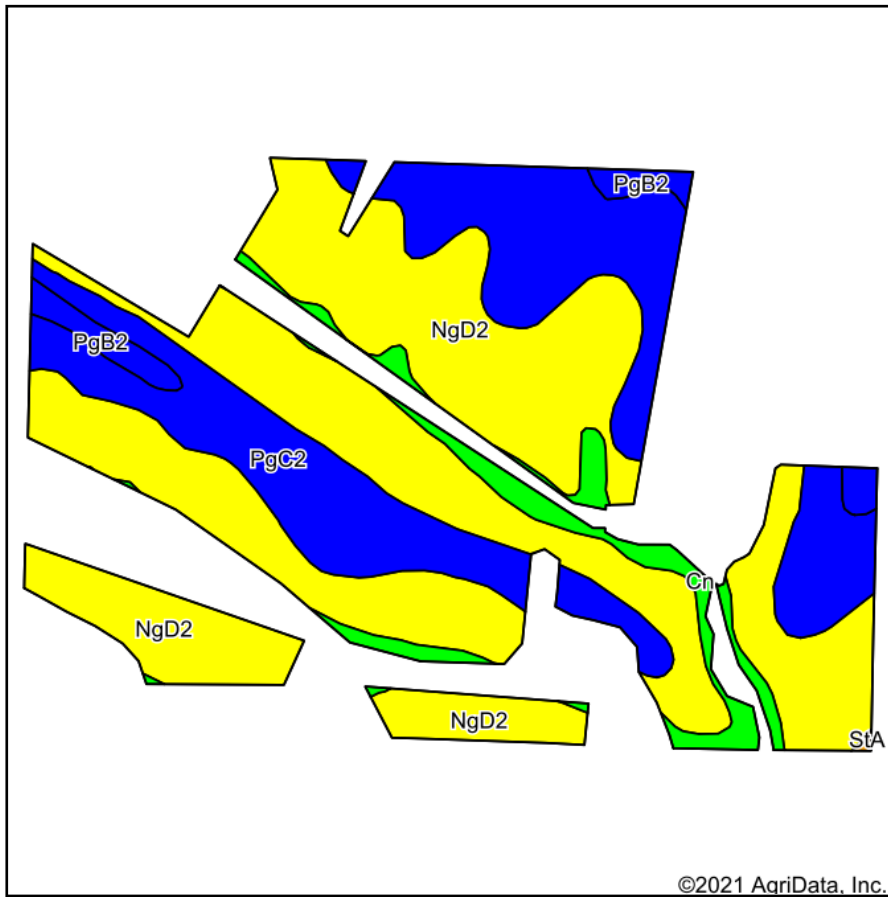 PgB2
NgD2
PgB2
PgC2
Cn
NgD2
NgD2
StA
©2021 AgriData, Inc.